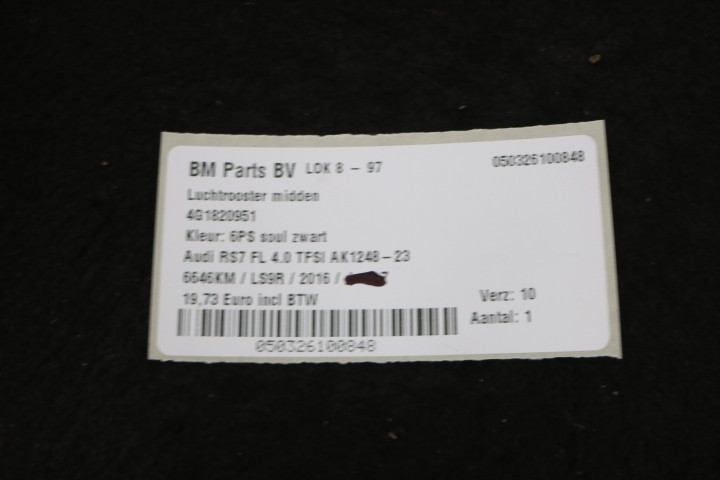 BM Parts BV LOK 8 - 97
050326100848
Luchtrooster midden
4G1820951
Kleur: 6PS soul zwart
Audi RS7 FL 4.0 TFSI AK1248-23
6646KM / LS9R / 2016 /
19,73 Euro incl BTW
Verz: 10
Aantal: 1
050326100848